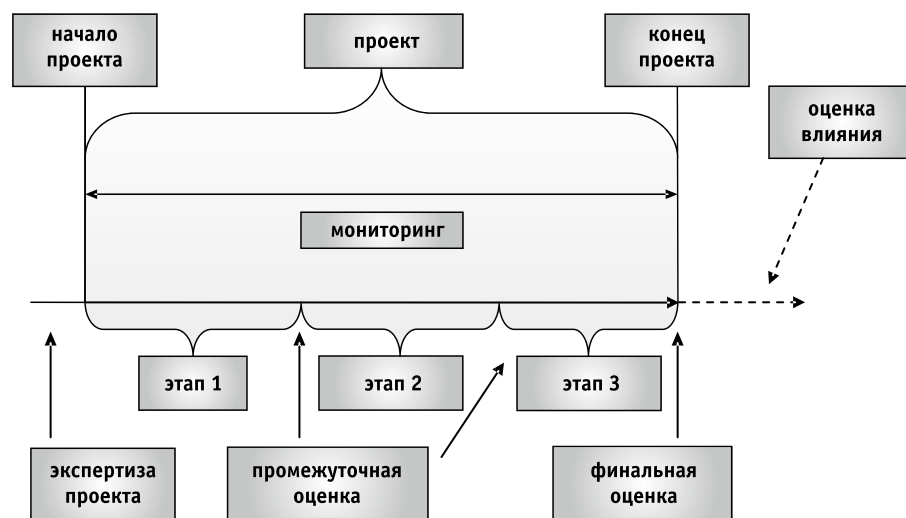 начало
проекта
проект
конец
проекта
оценка
влияния
мониторинг
этап 1
этап 2
этап 3
экспертиза
проекта
промежуточная
оценка
финальная
оценка